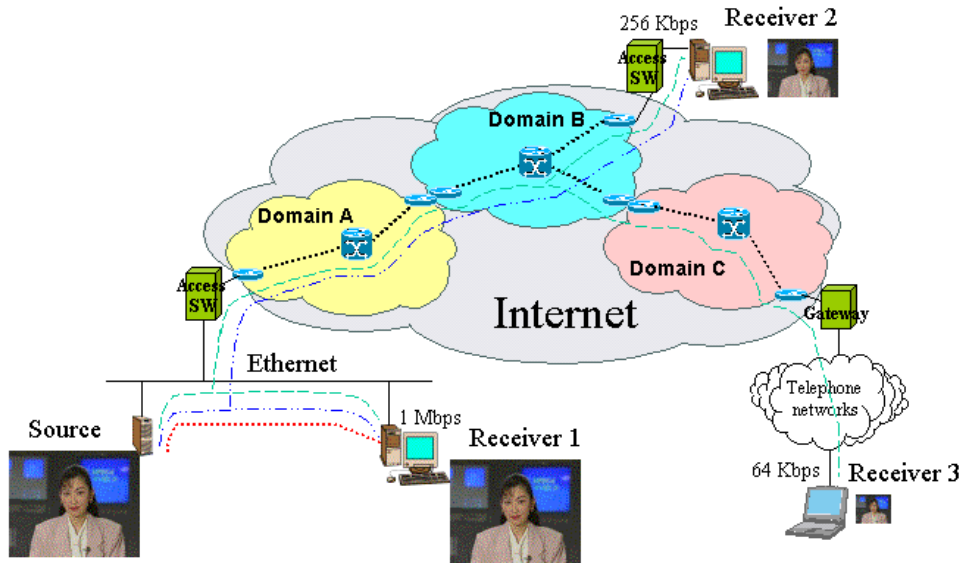 256 Kbps
Receiver 2
Access
SW
Domain B
Domain A
Domain C
Access
SW
Internet
Gateway
Ethernet
Telephone
networks
Source
1 Mbps
Receiver 1
64 Kbps
Receiver 3